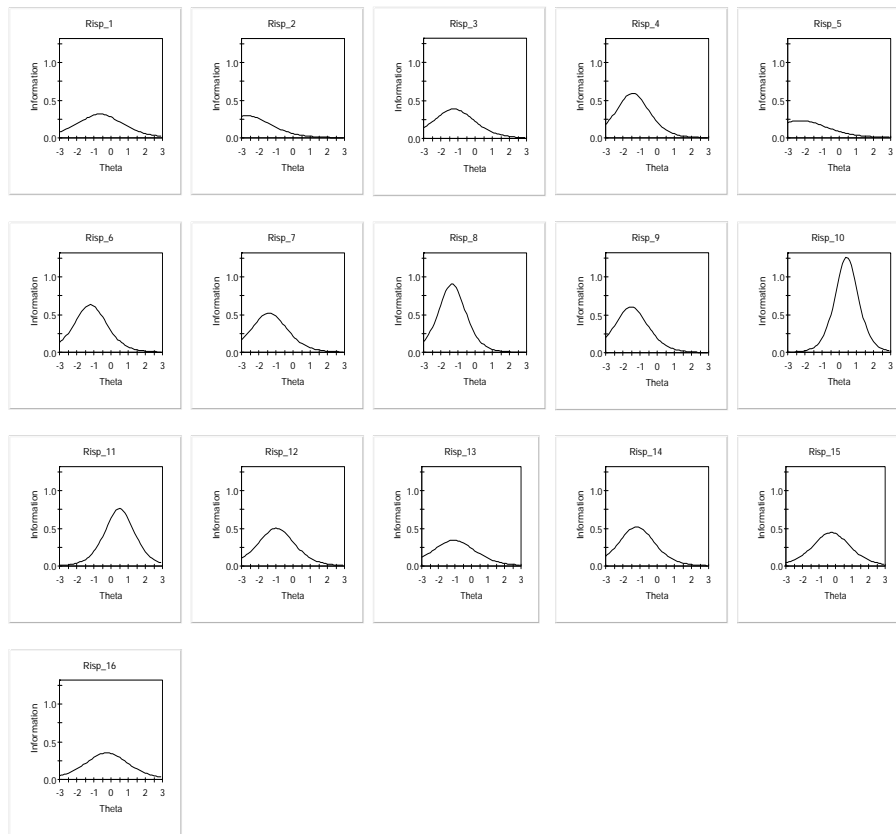 Risp_1
Information
1.0
0.5
0.0
-3 -2 -1 0 1 2 3
Theta
Risp_2
Information
1.0
0.5
0.0
-3 -2 -1 0 1 2 3
Theta
Risp_3
Information
1.0
0.5
0.0
-3 -2 -1 0 1 2 3
Theta
Risp_4
Information
1.0
0.5
0.0
-3 -2 -1 0 1 2 3
Theta
Risp_5
Information
1.0
0.5
0.0
-3 -2 -1 0 1 2 3
Theta
Risp_6
Information
1.0
0.5
0.0
-3 -2 -1 0 1 2 3
Theta
Risp_7
Information
1.0
0.5
0.0
-3 -2 -1 0 1 2 3
Theta
Risp_8
Information
1.0
0.5
0.0
-3 -2 -1 0 1 2 3
Theta
Risp_9
Information
1.0
0.5
0.0
-3 -2 -1 0 1 2 3
Theta
Risp_10
Information
1.0
0.5
0.0
-3 -2 -1 0 1 2 3
Theta
Risp_11
Information
1.0
0.5
0.0
-3 -2 -1 0 1 2 3
Theta
Risp_12
Information
1.0
0.5
0.0
-3 -2 -1 0 1 2 3
Theta
Risp_13
Information
1.0
0.5
0.0
-3 -2 -1 0 1 2 3
Theta
Risp_14
Information
1.0
0.5
0.0
-3 -2 -1 0 1 2 3
Theta
Risp_15
Information
1.0
0.5
0.0
-3 -2 -1 0 1 2 3
Theta
Risp_16
Information
1.0
0.5
0.0
-3 -2 -1 0 1 2 3
Theta